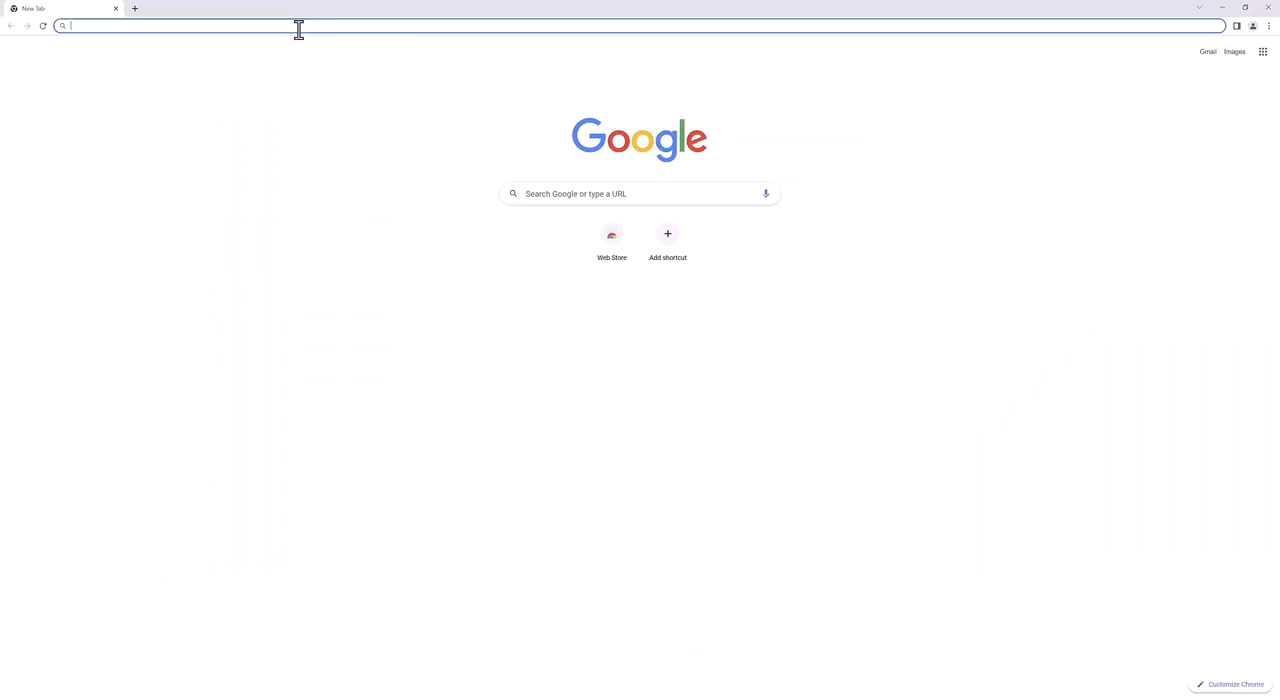 New Tab
Gmail Images
Google
Search Google or type a URL
Web Store Add shortcut
Customize Chrome